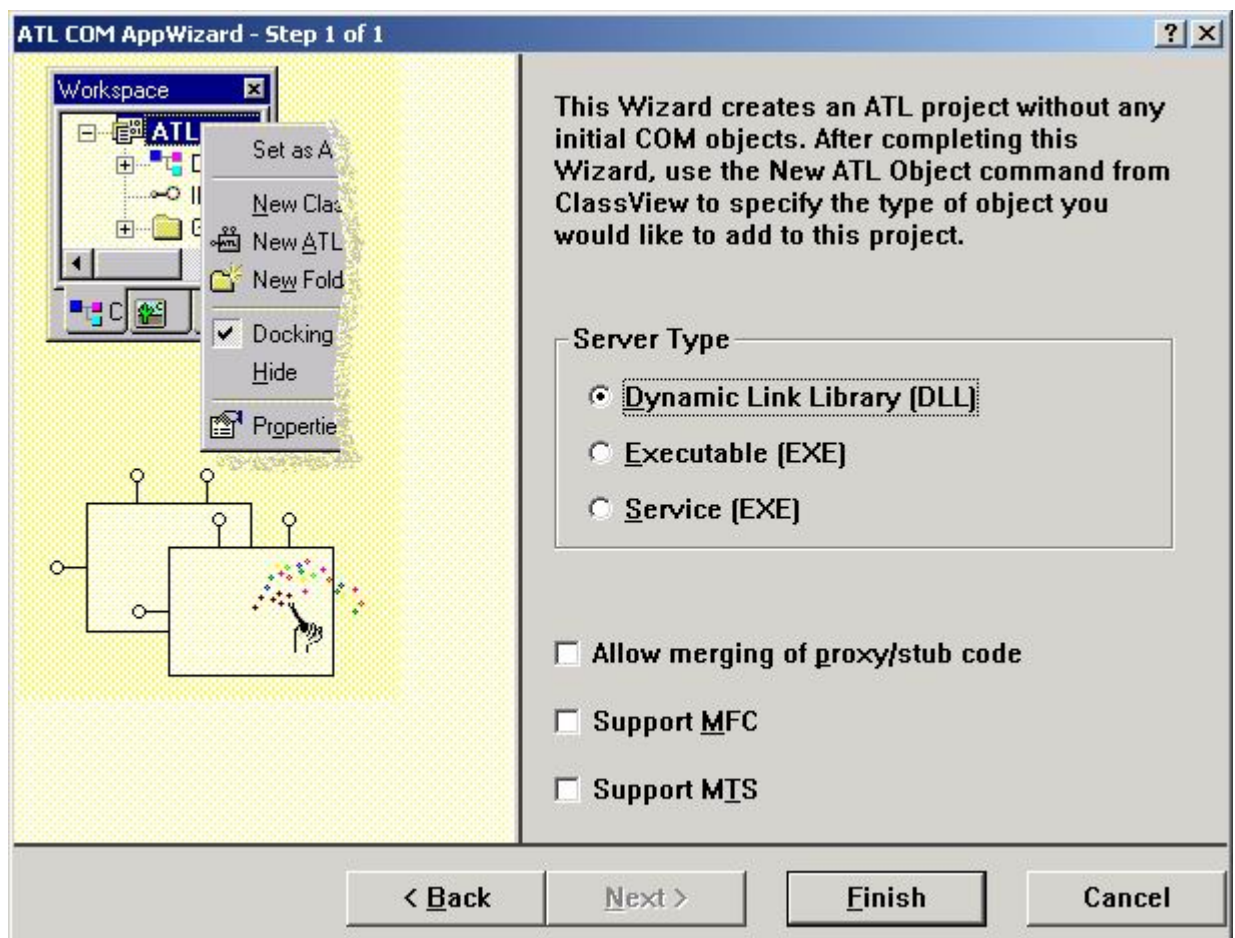 ATL COM AppWizard - Step 1 of 1
Workspace
ATL
Set as A
New Clas
New ATL
New Fold
Docking
Hide
Propertie
C
This Wizard creates an ATL project without any
initial COM objects. After completing this
Wizard, use the New ATL Object command from
ClassView to specify the type of object you
would like to add to this project.
Server Type
Dynamic Link Library (DLL)
Executable (EXE)
Service (EXE)
Allow merging of proxy/stub code
Support MFC
Support MTS
< Back
Next >
Finish
Cancel